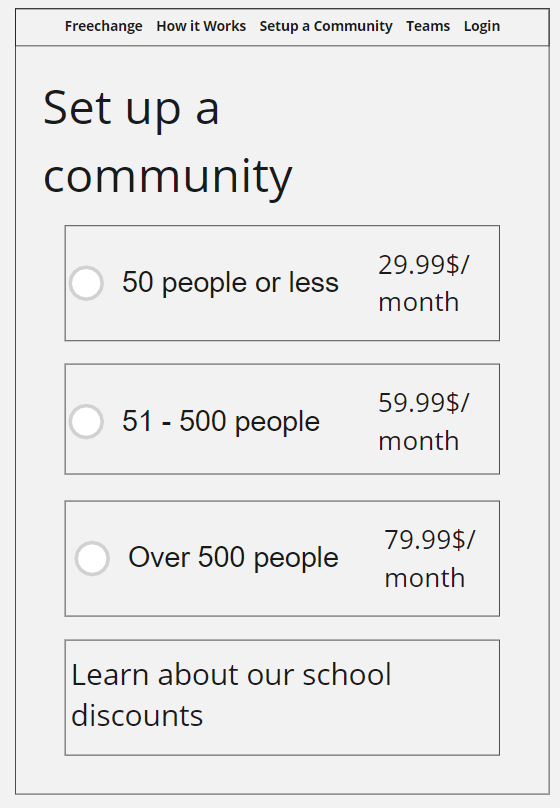 Freechange How it Works Setup a Community Teams Login
Set up a
community
50 people or less
29.99$/
month
51 - 500 people
59.99$/
month
Over 500 people
79.99$/
month
Learn about our school
discounts